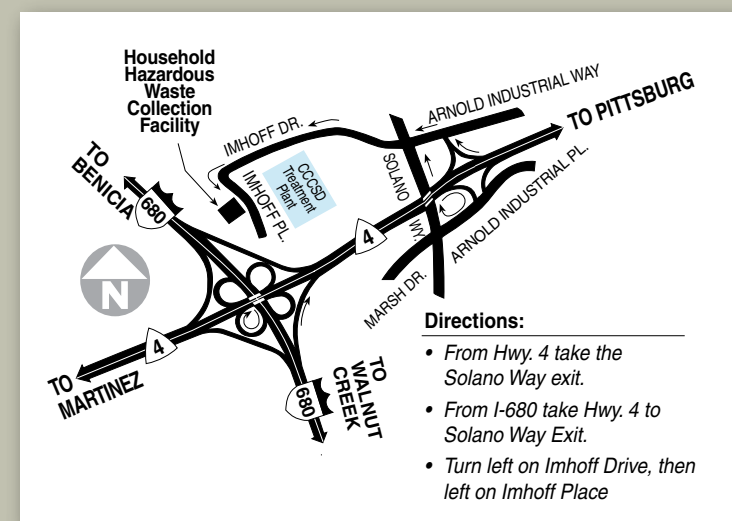 Household
Hazardous
Waste
Collection
Facility
IMHOFF DR.
ARNOLD INDUSTRIAL WAY
TO PITTSBURG
TO
BENICIA
680
IMHOFF PL.
CCCSD
Treatment
Plant
SOLANO WY.
ARNOLD INDUSTRIAL PL.
4
MARSH DR.
N
4
TO
MARTINEZ
680
TO
WALNUT
CREEK
Directions:
• From Hwy. 4 take the
Solano Way exit.
• From I-680 take Hwy. 4 to
Solano Way Exit.
• Turn left on Imhoff Drive, then
left on Imhoff Place